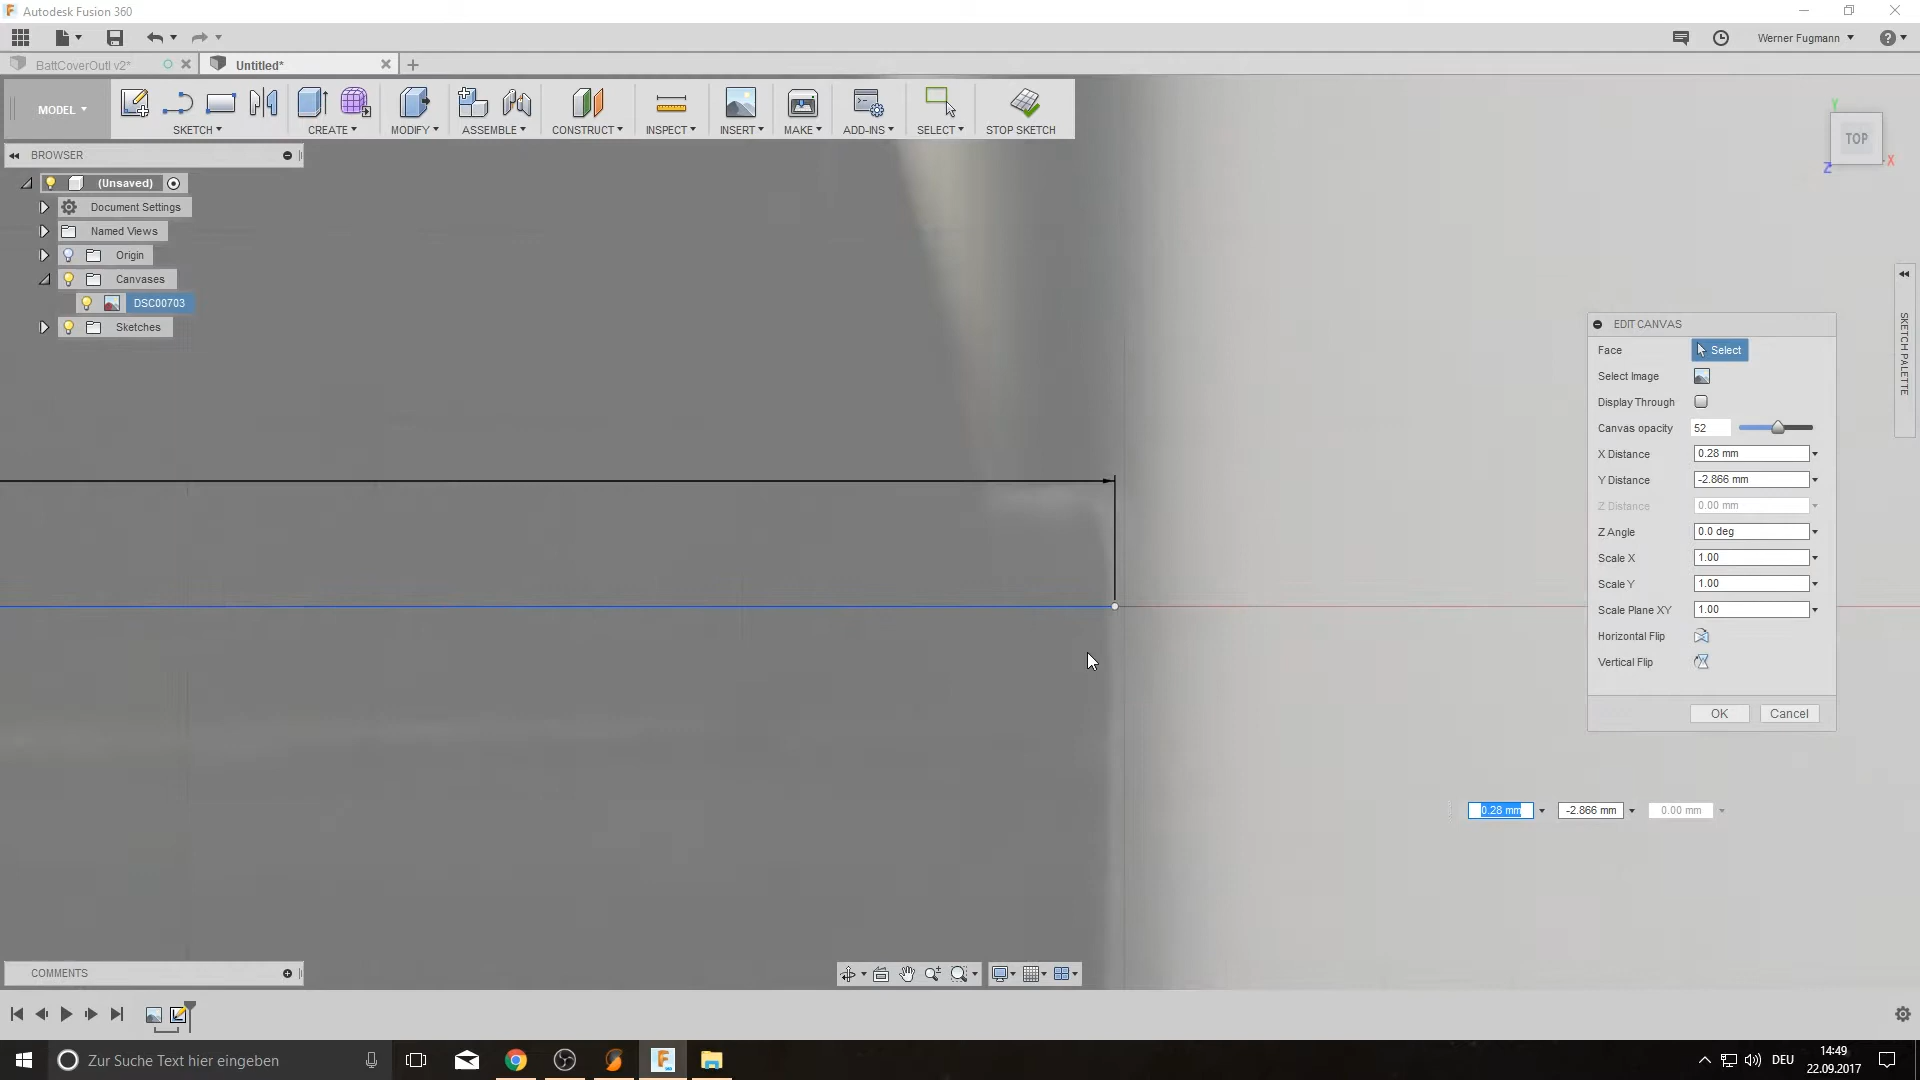 Autodesk Fusion 360
Werner Fugmann
BattCoverOutl v2*
Untitled*
MODEL
SKETCH
CREATE
MODIFY
ASSEMBLE
CONSTRUCT
INSPECT
INSERT
MAKE
ADD-INS
SELECT
STOP SKETCH
TOP
Y
X
Z
BROWSER
(Unsaved)
Document Settings
Named Views
Origin
Canvases
DSC00703
Sketches
SKETCH PALETTE
EDIT CANVAS
Face
Select
Select Image
Display Through
Canvas opacity
52
X Distance
0.28 mm
Y Distance
-2.866 mm
Z Distance
0.00 mm
Z Angle
0.0 deg
Scale X
1.00
Scale Y
1.00
Scale Plane XY
1.00
Horizontal Flip
Vertical Flip
OK
Cancel
0.28 mm
-2.866 mm
0.00 mm
COMMENTS
Zur Suche Text hier eingeben
DEU
14:49
22.09.2017